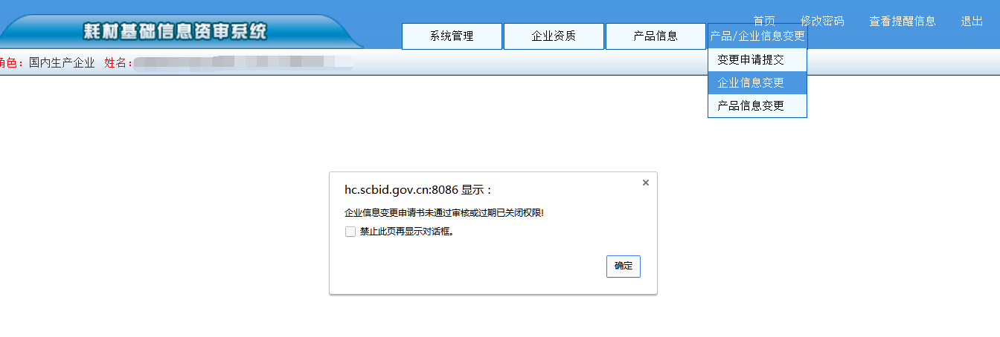 耗材基础信息资审系统
首页 修改密码 查看提醒信息 退出
系统管理 企业资质 产品信息 产品/企业信息变更
角色：国内生产企业 姓名：
变更申请提交
企业信息变更
产品信息变更
hc.scbid.gov.cn:8086 显示：
企业信息变更申请书未通过审核或过期已关闭权限!
禁止此页再显示对话框。
确定